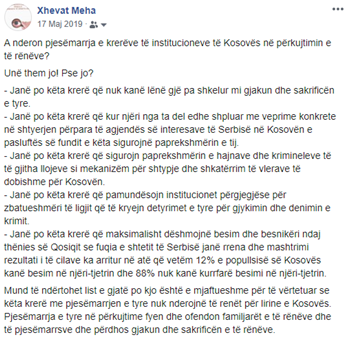 Xhevat Meha
17 Maj 2019 ·
A nderon pjesëmarrja e krerëve të institucioneve të Kosovës në përkujtimin e
të rënëve?
Unë them jo! Pse jo?
- Janë po këta krerë që nuk kanë lënë gjë pa shkelur mi gjakun dhe sakrificën
e tyre.
- Janë po këta krerë që kur njëri nga ta del edhe shpluar me veprime konkrete
në shtyerjen përpara të agjendës së interesave të Serbisë në Kosovën e
pasluftës së fundit e këta sigurojnë paprekshmërin e tij.
- Janë po këta krerë që sigurojn paprekshmërin e hajnave dhe krimineleve të
të gjitha llojeve si mekanizëm për shtypje dhe shkatërrim të vlerave të
dobishme për Kosovën.
- Janë po këta krerë që pamundësojn institucionet përgjegjëse për
zbatueshmëri të ligjit që të kryejn detyrimet e tyre për gjykimin dhe denimin e
krimit.
- Janë po këta krerë që maksimalisht dëshmojnë besim dhe besnikëri ndaj
thënies së Qosiqit se fuqia e shtetit të Serbisë janë rrena dhe mashtrimi
rezultati i të cilave ka arritur në atë që vetëm 12% e popullsisë së Kosovës
kanë besim në njëri-tjetrin dhe 88% nuk kanë kurrfarë besimi në njëri-tjetrin.
Mund të ndërtohet list e gjatë po kjo është e mjaftueshme për të vërtetuar se
këta krerë me pjesëmarrjen e tyre nuk nderojnë të renët për lirine e Kosovës.
Pjesëmarrja e tyre në përkujtime fyen dhe ofendon familjarët e të rënëve dhe
të pjesëmarrsve dhe përdhos gjakun dhe sakrificën e të rënëve.